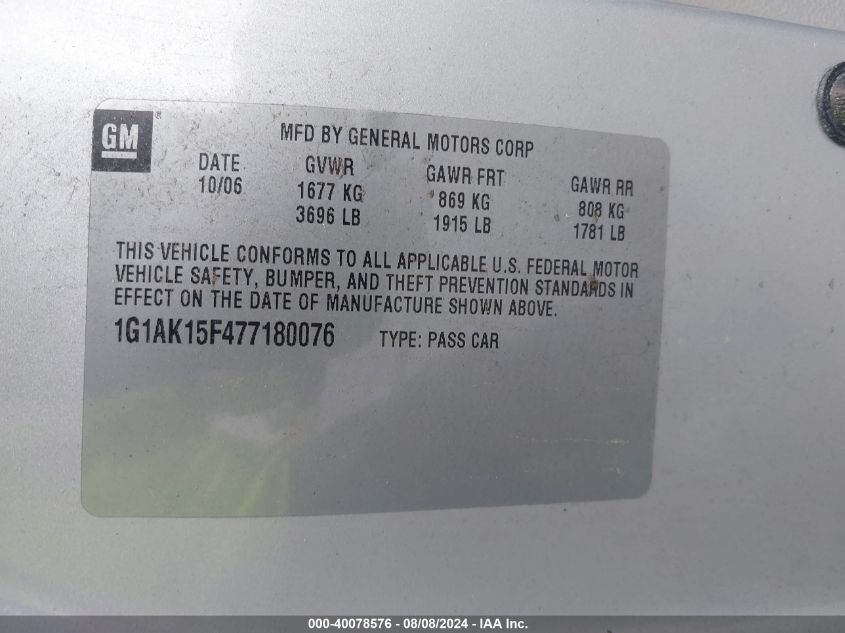 GM®
MFD BY GENERAL MOTORS CORP
DATE GVWR GAWR FRT GAWR RR
10/06 1677 KG 869 KG 808 KG
3696 LB 1915 LB 1781 LB
THIS VEHICLE CONFORMS TO ALL APPLICABLE U.S. FEDERAL MOTOR
VEHICLE SAFETY, BUMPER, AND THEFT PREVENTION STANDARDS IN
EFFECT ON THE DATE OF MANUFACTURE SHOWN ABOVE.
1G1AK15F477180076 TYPE: PASS CAR
000-40078576 - 08/08/2024 - IAA Inc.